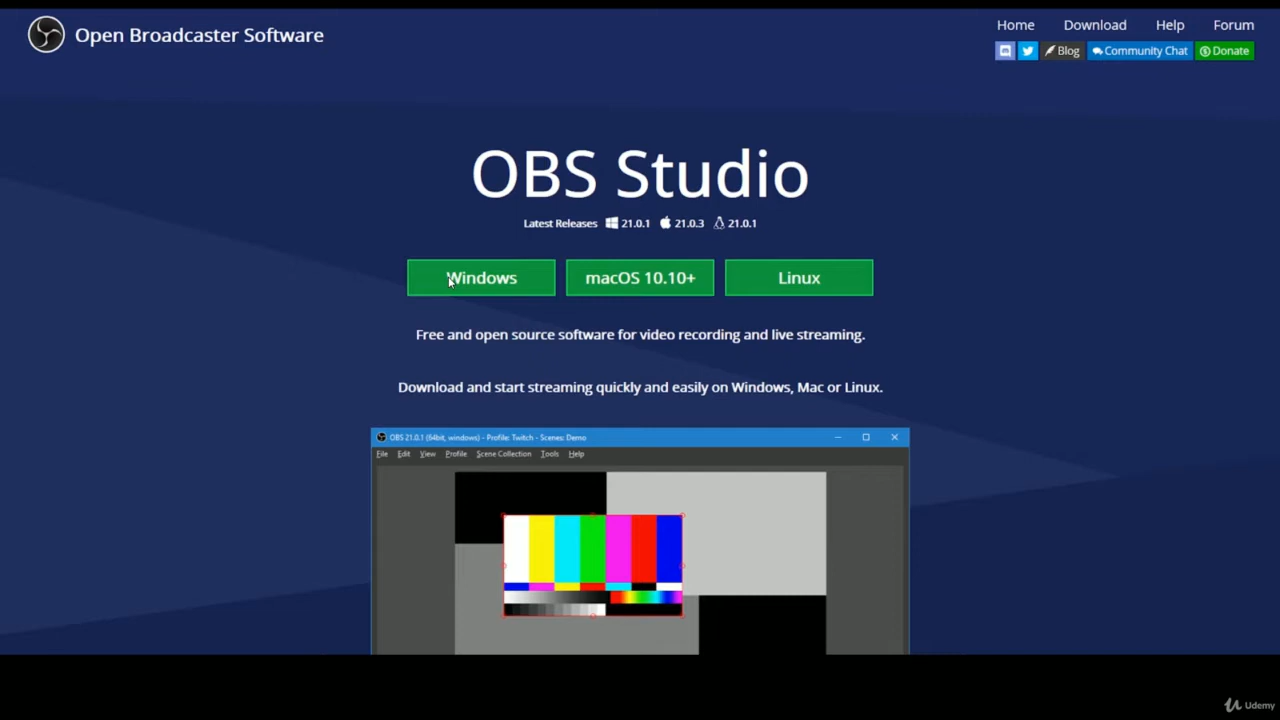 Open Broadcaster Software
Home Download Help Forum
Blog Community Chat Donate
OBS Studio
Latest Releases 21.0.1 21.0.3 21.0.1
Windows macOS 10.10+ Linux
Free and open source software for video recording and live streaming.
Download and start streaming quickly and easily on Windows, Mac or Linux.
OBS 21.0.1 (64bit, windows) - Profile: Twitch - Scenes: Demo
File Edit View Profile Scene Collection Tools Help
Udemy